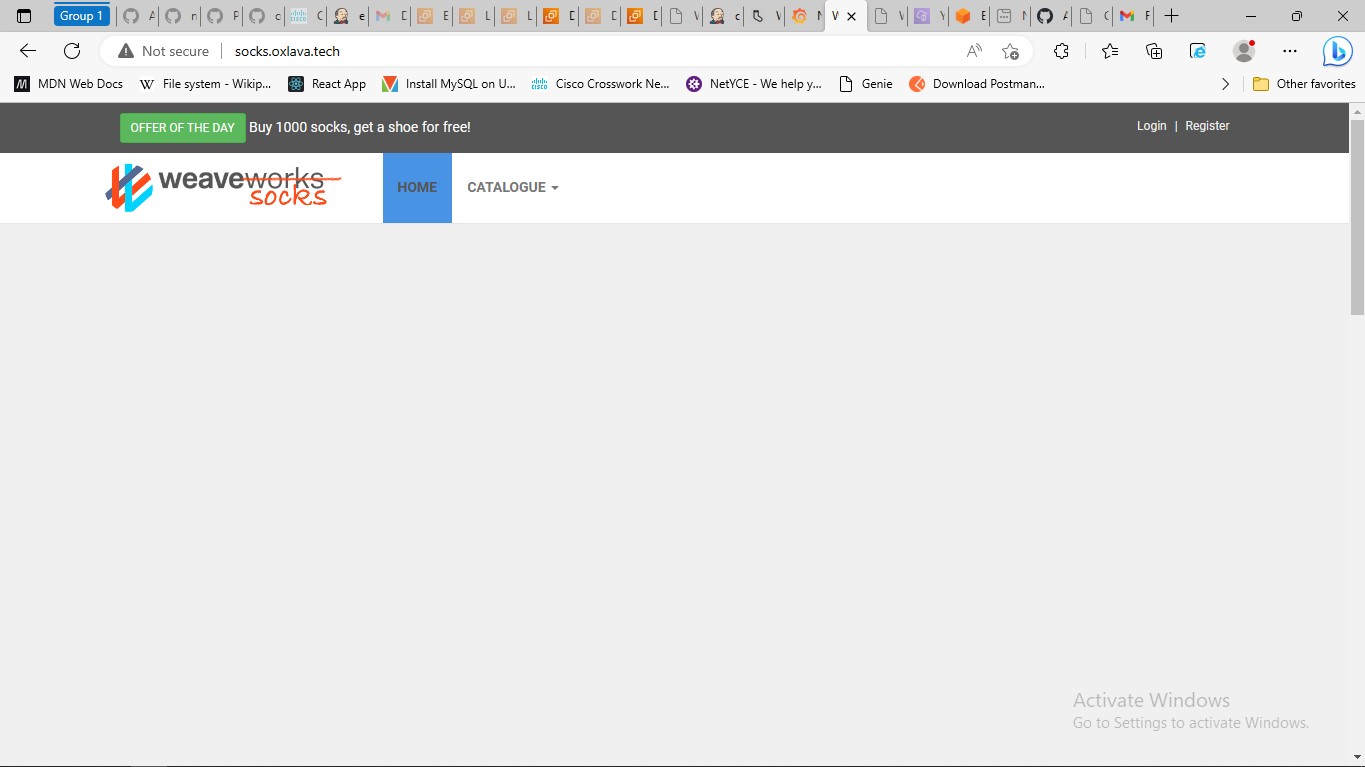 Group 1
A
n
P
c
C
e
D
E
L
L
D
D
D
V
c
V
N
V
V
Y
E
N
A
C
F
Not secure
socks.oxlava.tech
MDN Web Docs
File system - Wikip...
React App
Install MySQL on U...
Cisco Crosswork Ne...
NetYCE - We help y...
Genie
Download Postman...
Other favorites
OFFER OF THE DAY Buy 1000 socks, get a shoe for free!
Login | Register
weaveworks
socks
HOME
CATALOGUE
Activate Windows
Go to Settings to activate Windows.